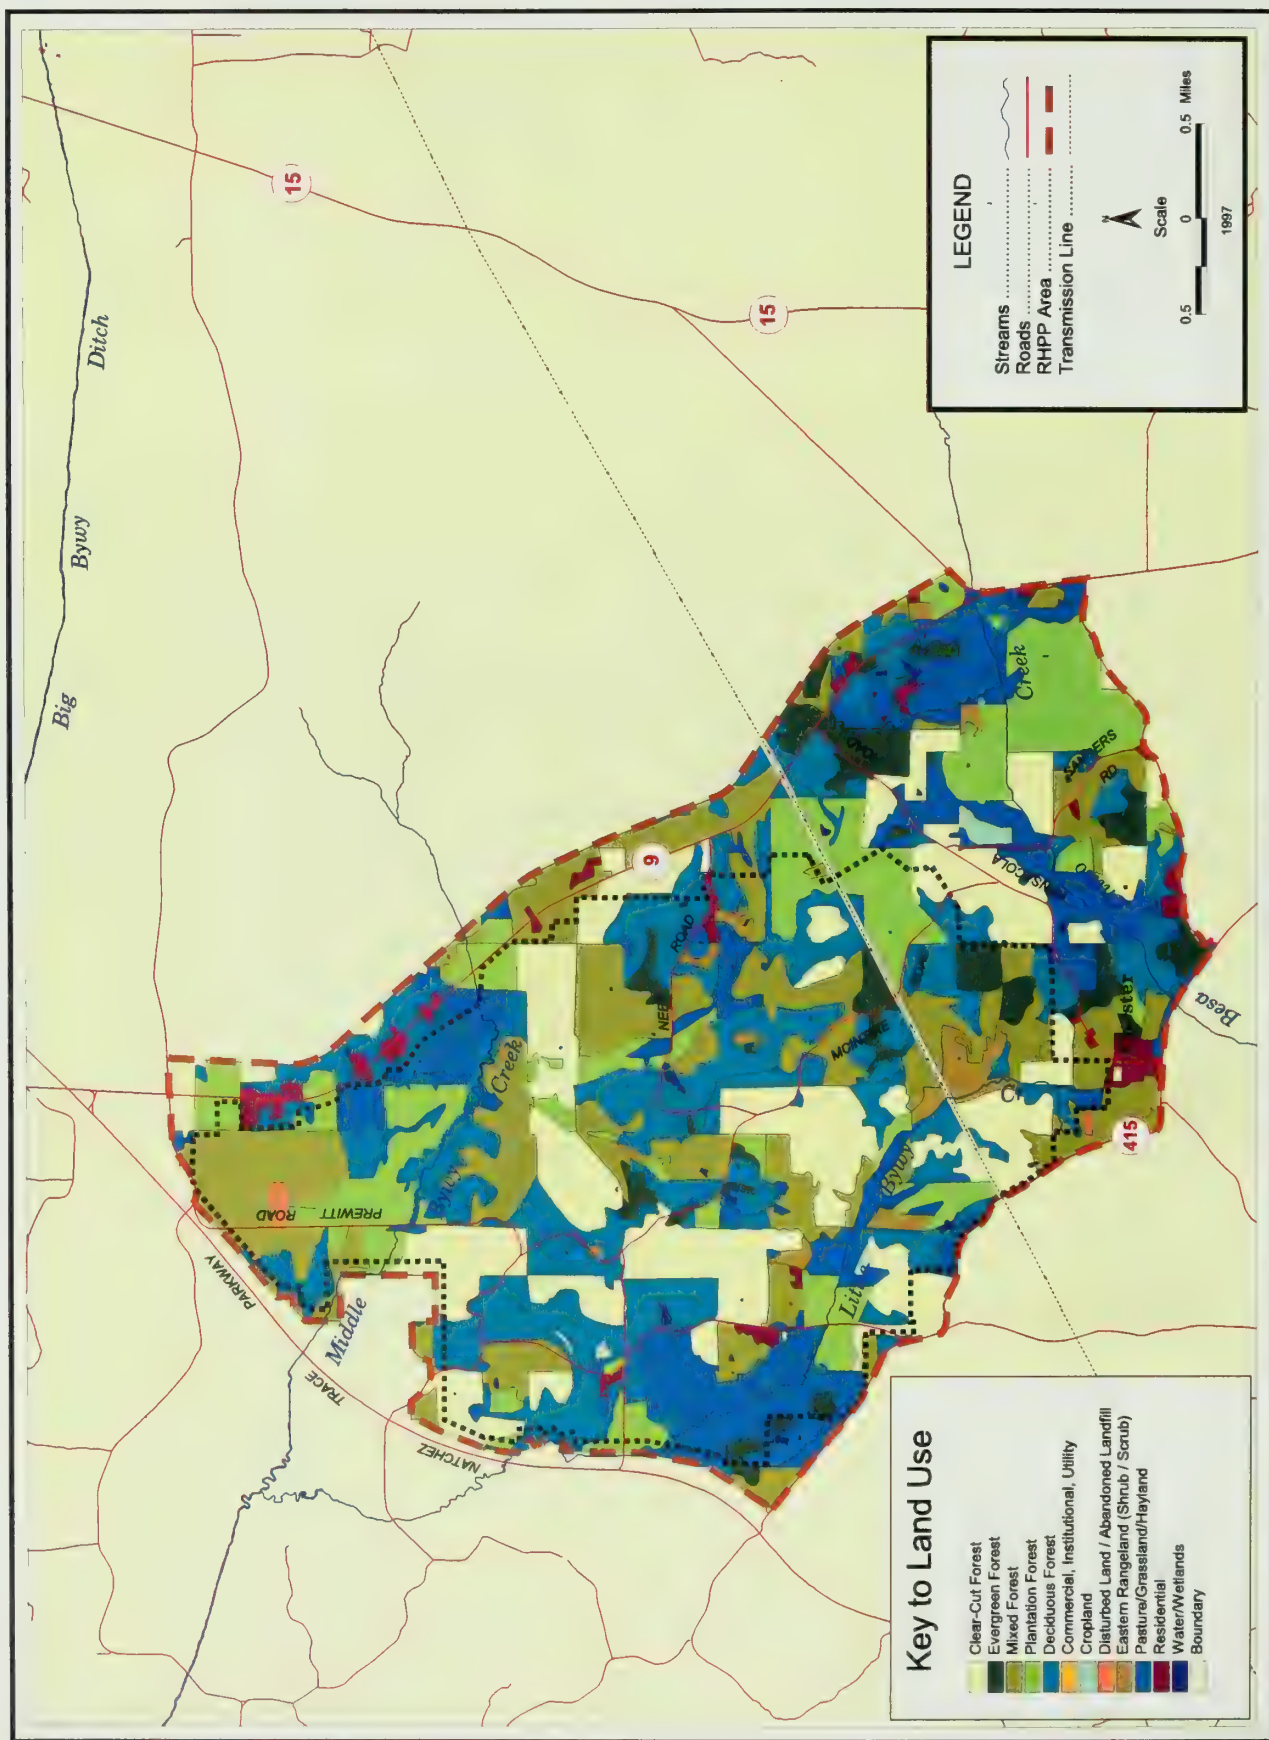 Big Bywy Ditch
15
15
9
415
PARKWAY
TRACE
NATCHEZ
PREWITT ROAD
Middle Bywy Creek
ROAD
MCINTIRE
ROAD
SANDERS RD
Creek
Little Bywy
Besa
Key to Land Use
Clear-Cut Forest
Evergreen Forest
Mixed Forest
Plantation Forest
Deciduous Forest
Commercial, Institutional, Utility
Cropland
Disturbed Land / Abandoned Landfill
Eastern Rangeland (Shrub / Scrub)
Pasture/Grassland/Hayland
Residential
Water/Wetlands
Boundary
LEGEND
Streams
Roads
RHPP Area
Transmission Line
N
Scale
0.5 0 0.5 Miles
1997